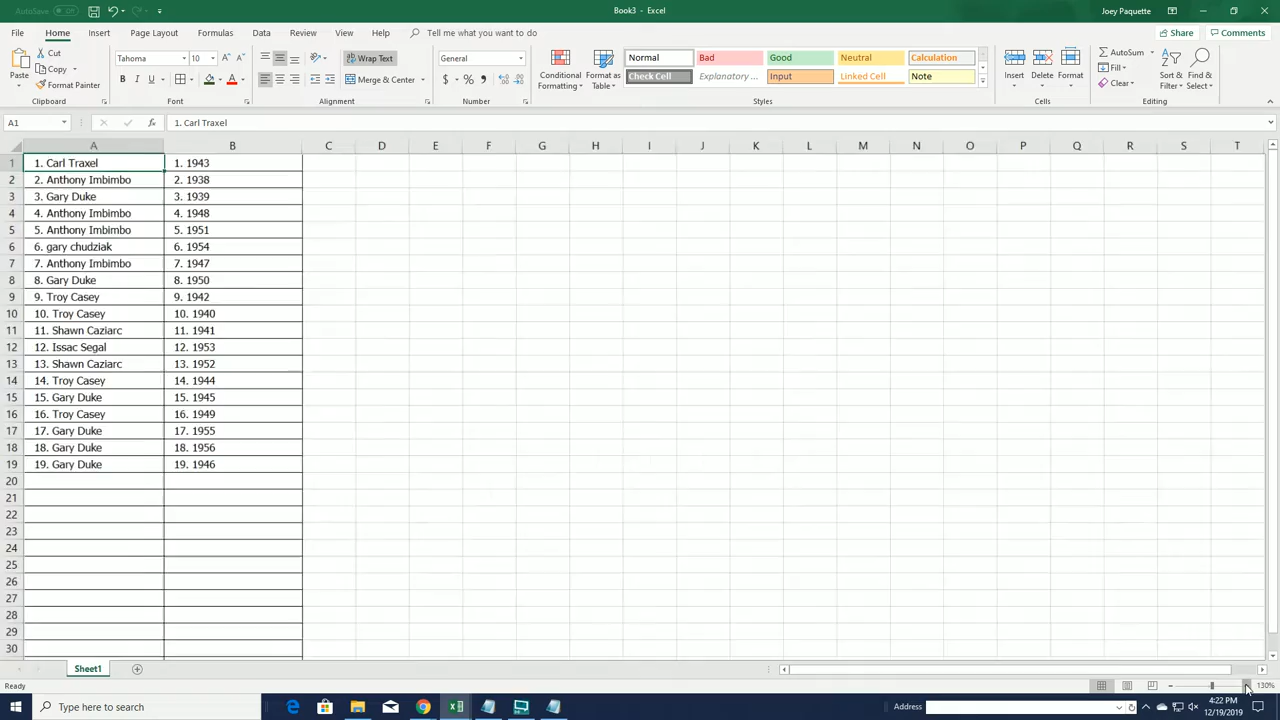 AutoSave Off Book3 - Excel Joey Paquette
File Home Insert Page Layout Formulas Data Review View Help Tell me what you want to do Share Comments
Paste Cut Copy Format Painter Clipboard
Tahoma 10 B I U A Font
Wrap Text Merge & Center Alignment
General $ % , Number
Conditional Formatting Format as Table
Normal Bad Good Neutral Calculation
Check Cell Explanatory ... Input Linked Cell Note
Styles
Insert Delete Format Cells
AutoSum Fill Clear Sort & Filter Find & Select Editing
A1 fx 1. Carl Traxel
A B C D E F G H I J K L M N O P Q R S T
1 1. Carl Traxel 1. 1943
2 2. Anthony Imbimbo 2. 1938
3 3. Gary Duke 3. 1939
4 4. Anthony Imbimbo 4. 1948
5 5. Anthony Imbimbo 5. 1951
6 6. gary chudziak 6. 1954
7 7. Anthony Imbimbo 7. 1947
8 8. Gary Duke 8. 1950
9 9. Troy Casey 9. 1942
10 10. Troy Casey 10. 1940
11 11. Shawn Caziarc 11. 1941
12 12. Issac Segal 12. 1953
13 13. Shawn Caziarc 13. 1952
14 14. Troy Casey 14. 1944
15 15. Gary Duke 15. 1945
16 16. Troy Casey 16. 1949
17 17. Gary Duke 17. 1955
18 18. Gary Duke 18. 1956
19 19. Gary Duke 19. 1946
20
21
22
23
24
25
26
27
28
29
30
Sheet1
Ready 130%
Type here to search Address 4:22 PM
12/19/2019